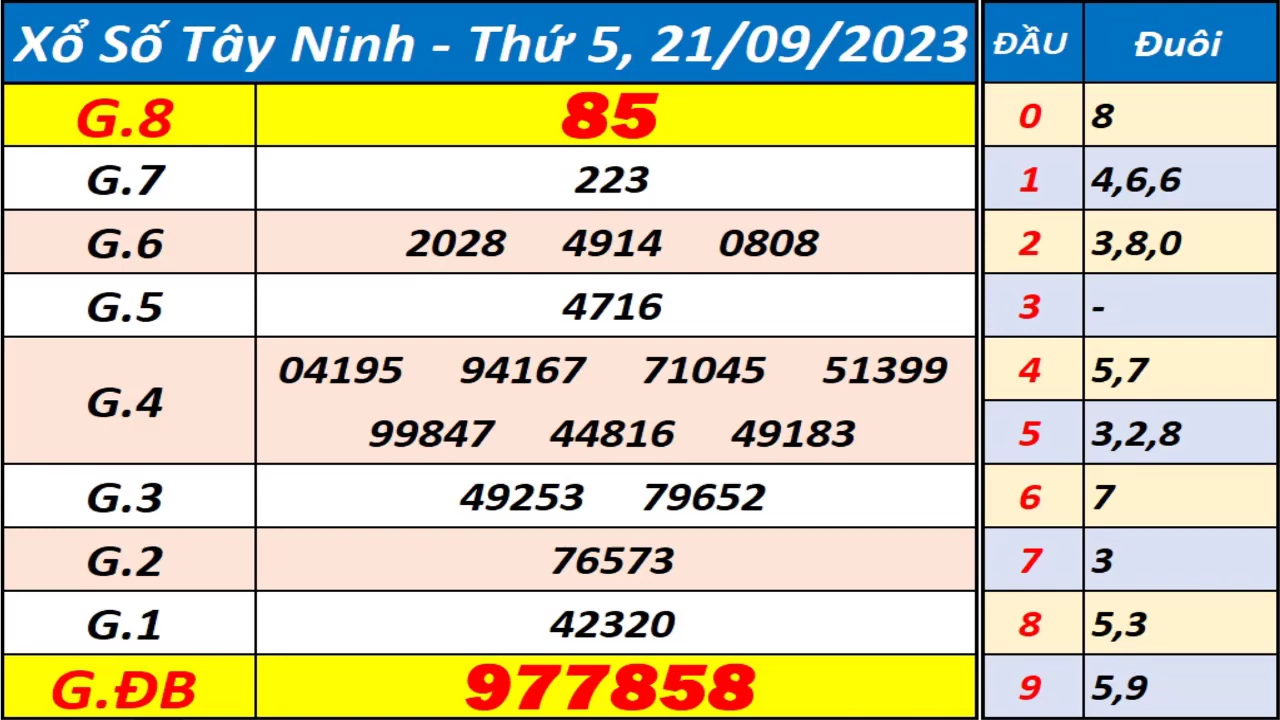 Xổ Số Tây Ninh - Thứ 5, 21/09/2023
G.8 85
G.7 223
G.6 2028 4914 0808
G.5 4716
G.4 04195 94167 71045 51399
99847 44816 49183
G.3 49253 79652
G.2 76573
G.1 42320
G.ĐB 977858
ĐẦU Đuôi
0 8
1 4,6,6
2 3,8,0
3 -
4 5,7
5 3,2,8
6 7
7 3
8 5,3
9 5,9